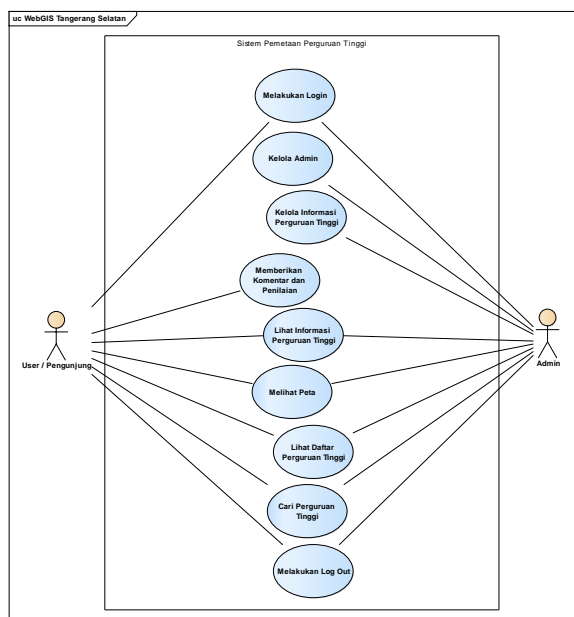 uc WebGIS Tangerang Selatan
Sistem Pemetaan Perguruan Tinggi
Melakukan Login
Kelola Admin
Kelola Informasi
Perguruan Tinggi
Memberikan
Komentar dan
Penilaian
Lihat Informasi
Perguruan Tinggi
User / Pengunjung
Admin
Melihat Peta
Lihat Daftar
Perguruan Tinggi
Cari Perguruan
Tinggi
Melakukan Log Out